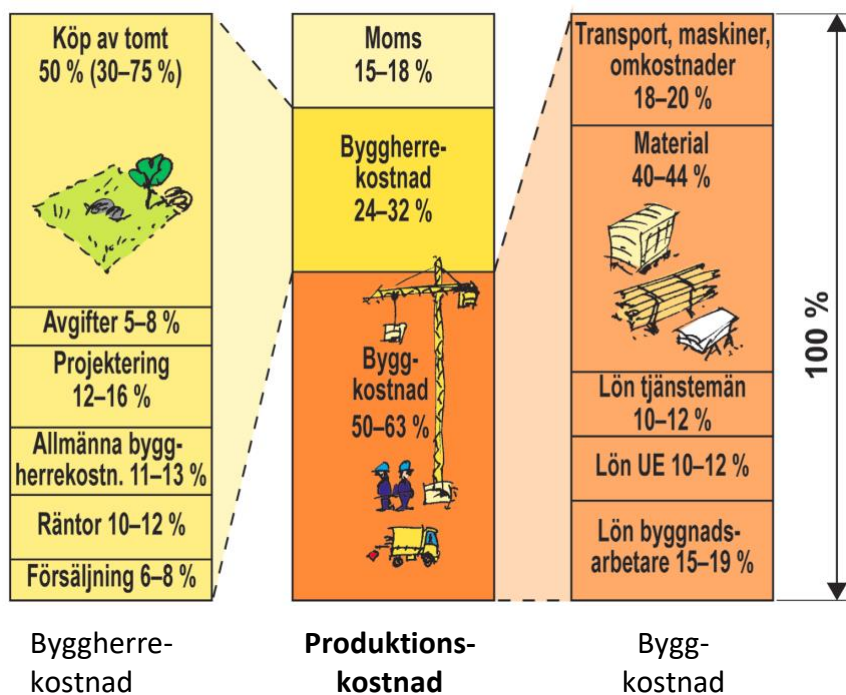 Köp av tomt
50 % (30–75 %)
Avgifter 5–8 %
Projektering
12–16 %
Allmänna bygg-
herrekostn. 11–13 %
Räntor 10–12 %
Försäljning 6–8 %
Byggherre-
kostnad
Moms
15–18 %
Byggherre-
kostnad
24–32 %
Bygg-
kostnad
50–63 %
Produktions-
kostnad
Transport, maskiner,
omkostnader
18–20 %
Material
40–44 %
Lön tjänstemän
10–12 %
Lön UE 10–12 %
Lön byggnads-
arbetare 15–19 %
Bygg-
kostnad
100 %